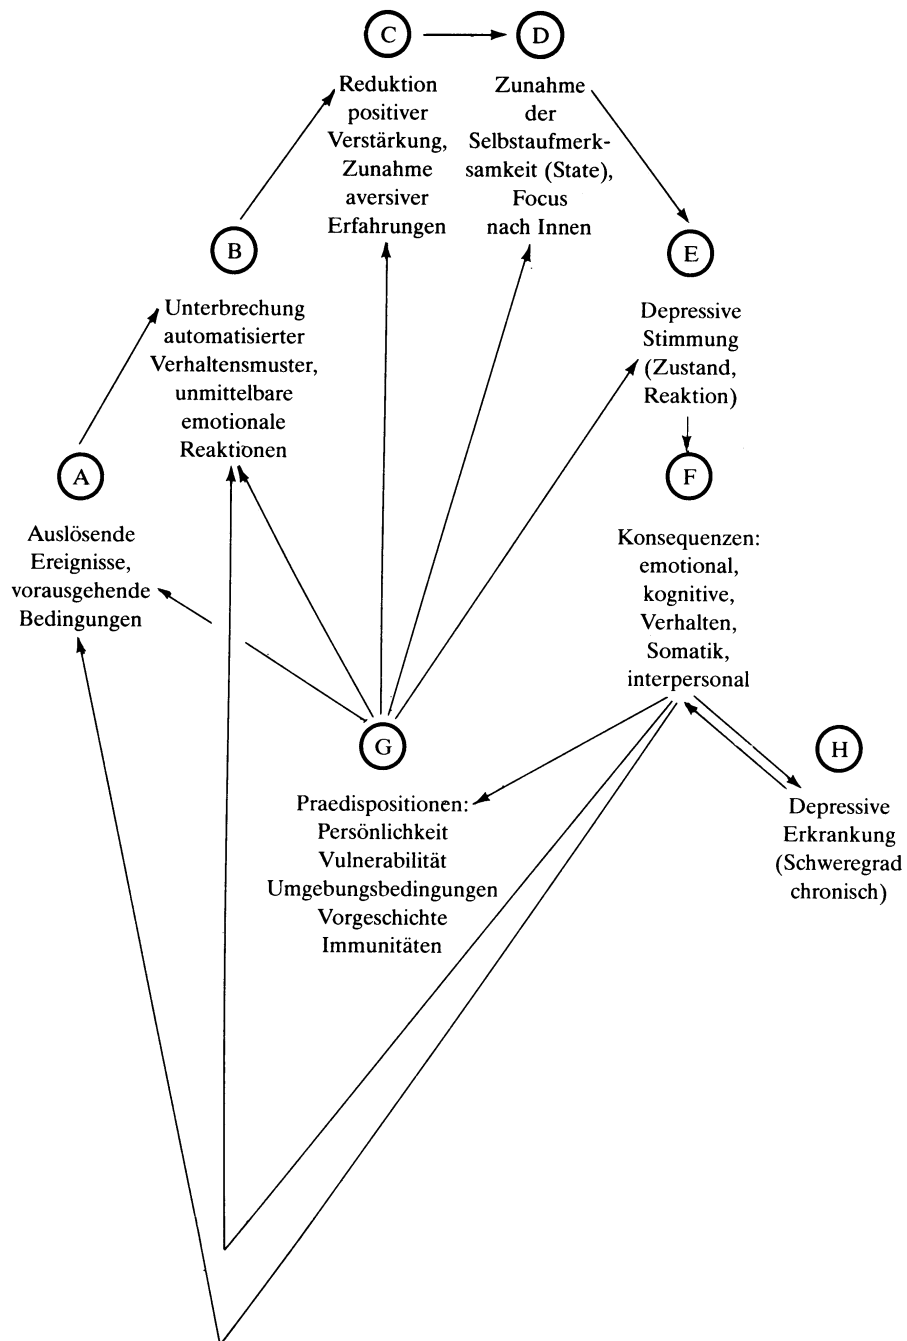 C
Reduktion
positiver
Verstärkung,
Zunahme
aversiver
Erfahrungen
D
Zunahme
der
Selbstaufmerk-
samkeit (State),
Focus
nach Innen
B
Unterbrechung
automatisierter
Verhaltensmuster,
unmittelbare
emotionale
Reaktionen
E
Depressive
Stimmung
(Zustand,
Reaktion)
A
Auslösende
Ereignisse,
vorausgehende
Bedingungen
F
Konsequenzen:
emotional,
kognitive,
Verhalten,
Somatik,
interpersonal
G
Praedispositionen:
Persönlichkeit
Vulnerabilität
Umgebungsbedingungen
Vorgeschichte
Immunitäten
H
Depressive
Erkrankung
(Schweregrad
chronisch)